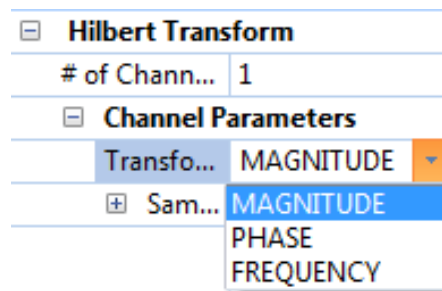 Hilbert Transform
# of Chann... 1
Channel Parameters
Transfo... MAGNITUDE
Sam... MAGNITUDE
PHASE
FREQUENCY